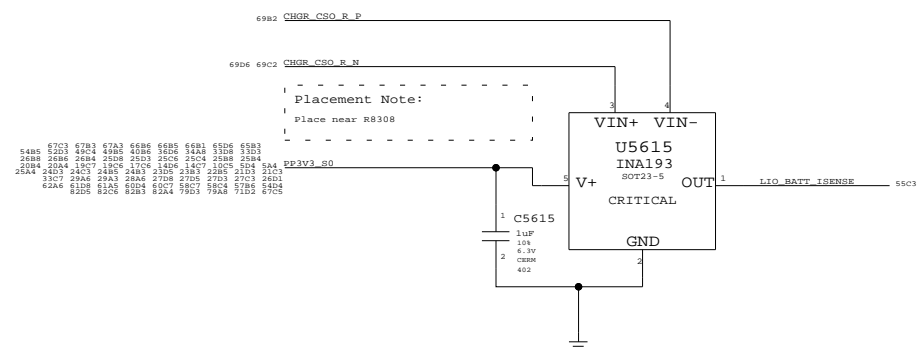 69B2 CHGR_CSO_R_P
69D6 69C2 CHGR_CSO_R_N
Placement Note:
Place near R8308
67C3 67B3 67A3 66B6 66B5 66B1 65D6 65B3
54B5 52D3 49C4 49B5 40B6 36D6 34A8 33D8 33D3
26B8 26B6 26B4 25D8 25D3 25C6 25C4 25B8 25B4
20B4 20A4 19C7 19C6 17C6 14D6 14C7 10C5 5D4 5A4 PP3V3_S0
25A4 24D3 24C3 24B5 24B3 23D5 23B3 22B5 21D3 21C3
33C7 29A6 29A3 28A6 27D8 27D5 27D3 27C3 26D1
62A6 61D8 61A5 60D4 60C7 58C7 58C4 57B6 54D4
82D5 82C6 82B3 82A4 79D3 79A8 71D2 67C5
3 4
VIN+ VIN-
U5615
INA193
SOT23-5
5 V+ OUT 1 LIO_BATT_ISENSE 55C3
CRITICAL
GND
2
1 C5615
1uF
10%
6.3V
2 CERM
402